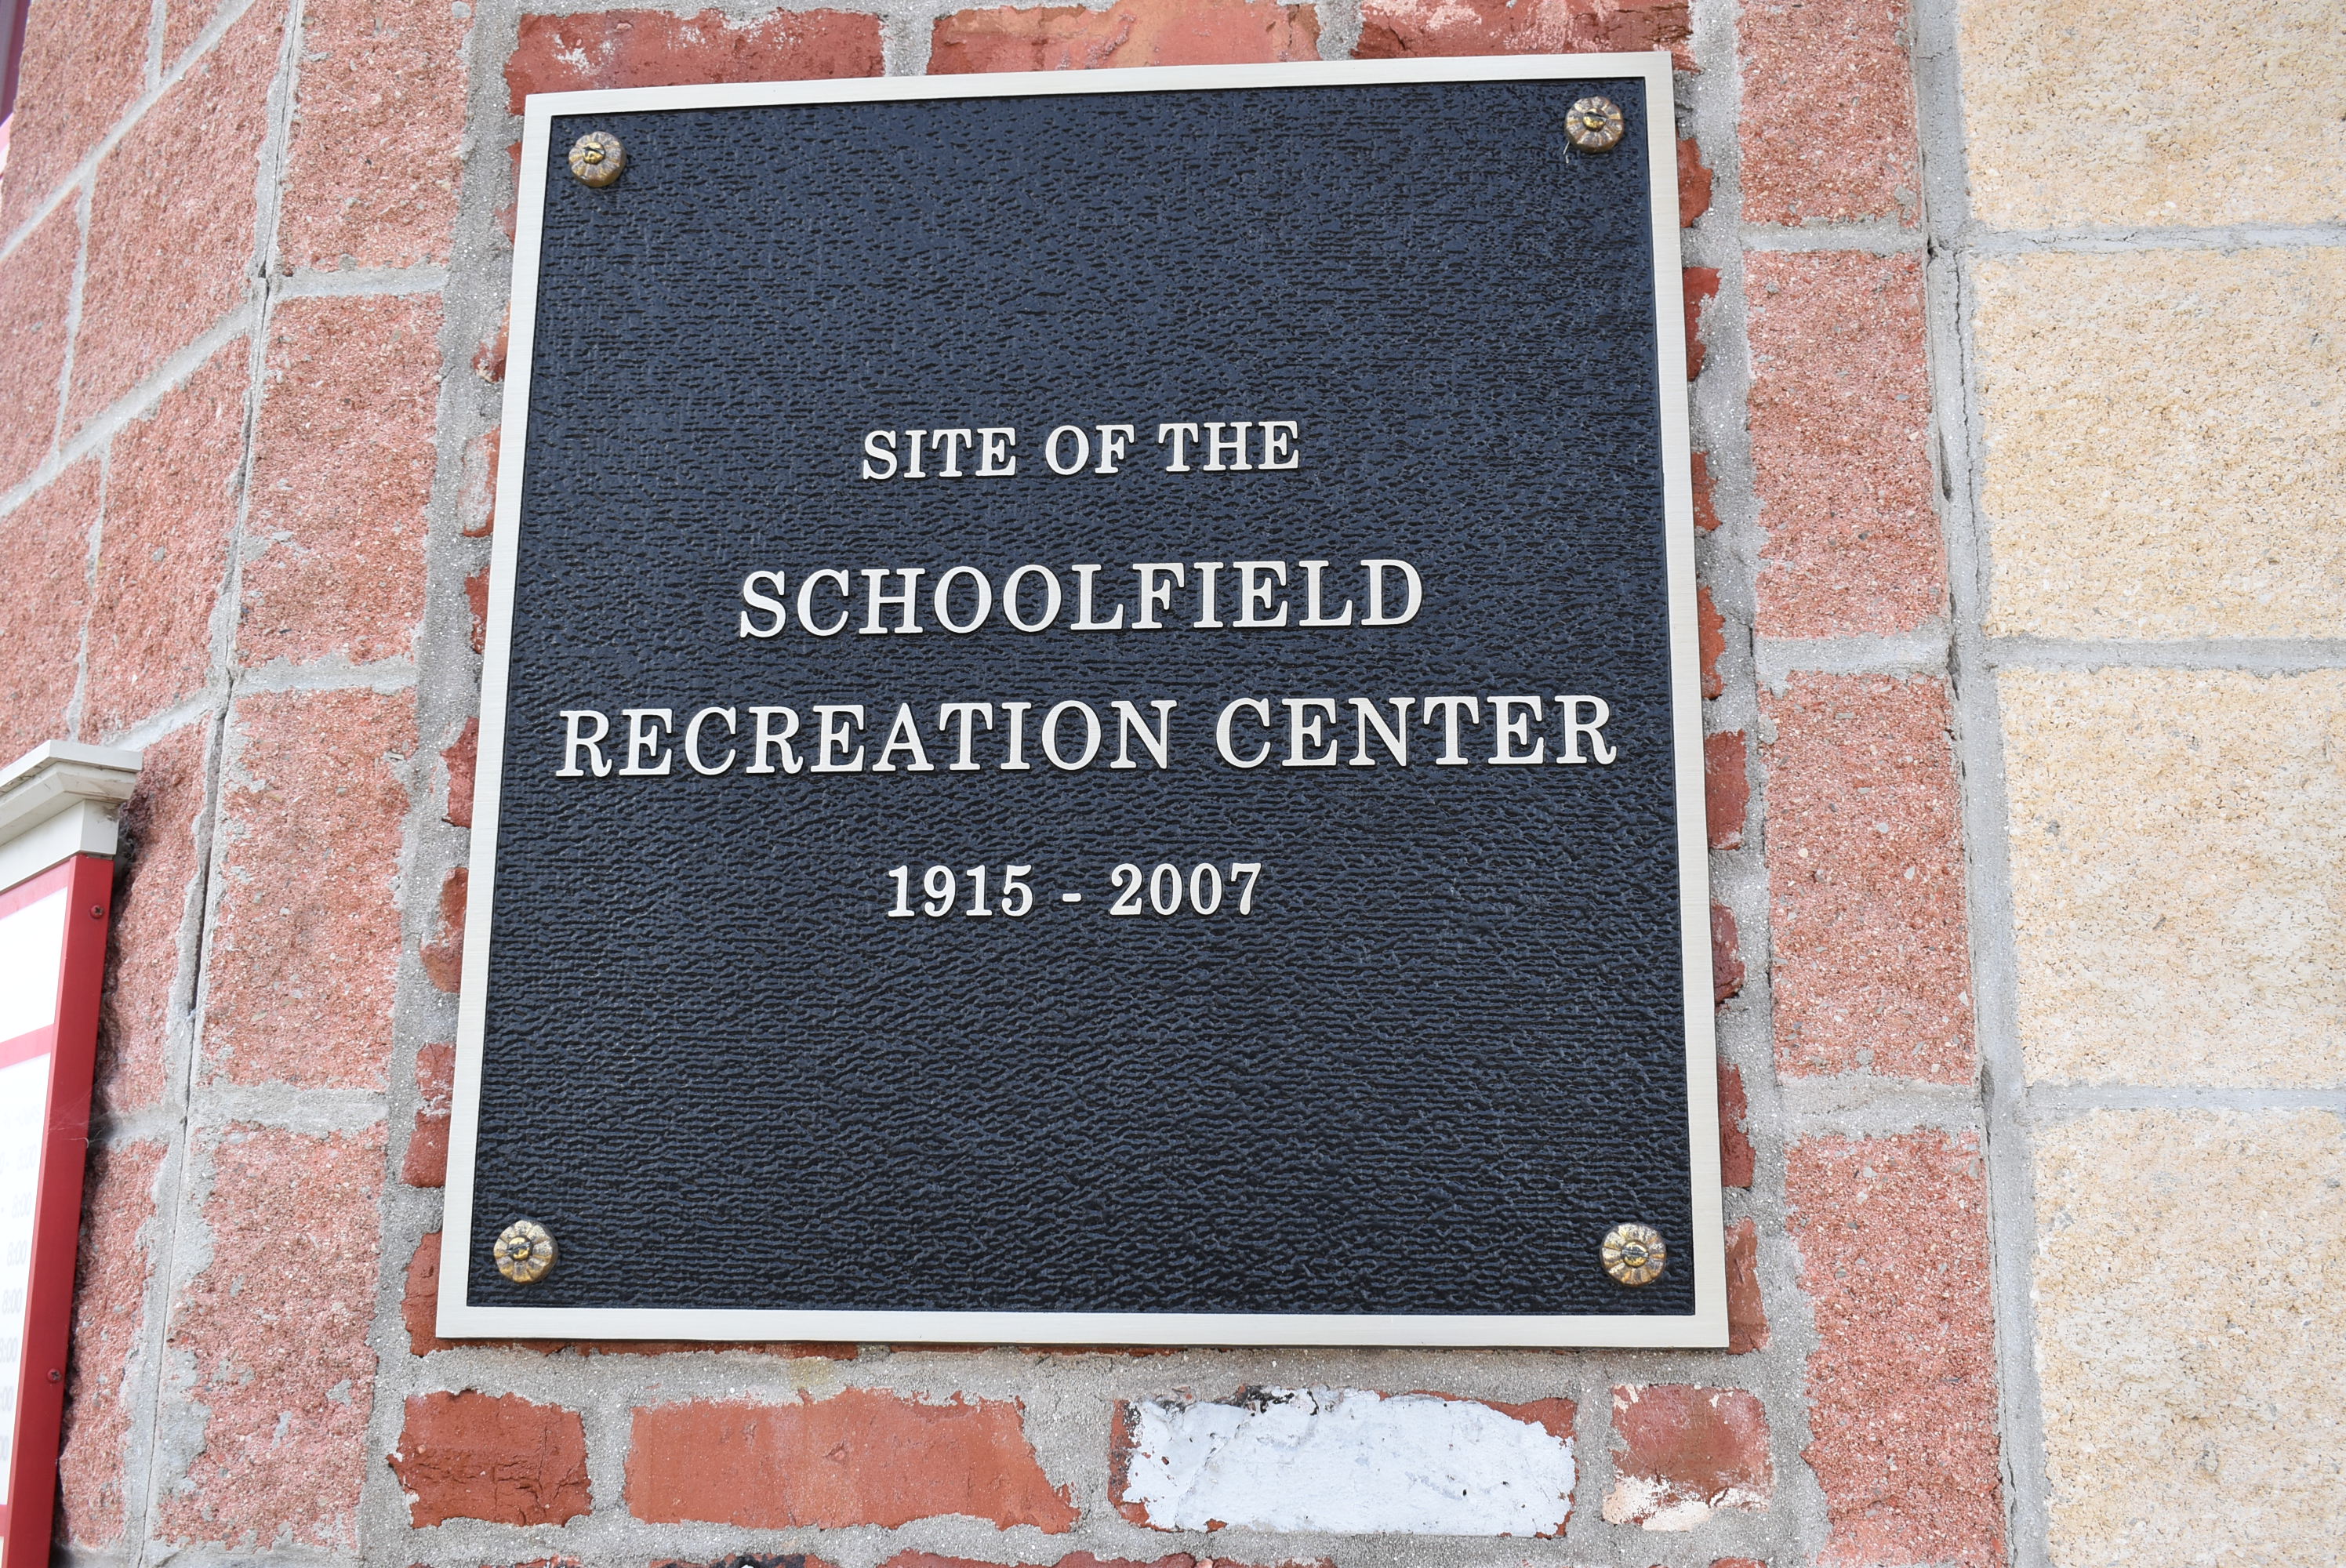 SITE OF THE
SCHOOLFIELD
RECREATION CENTER
1915 - 2007